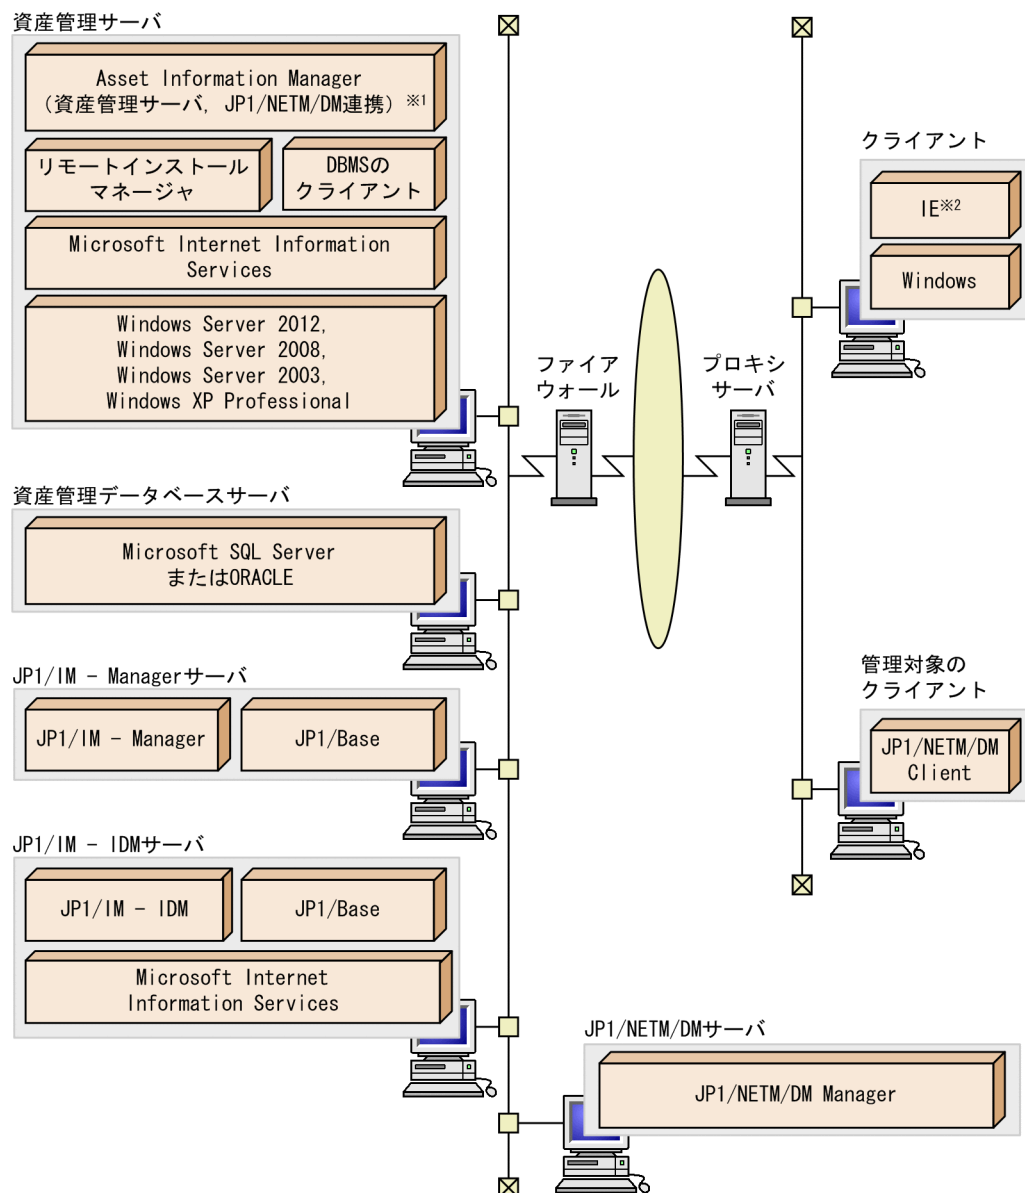 資産管理サーバ
Asset Information Manager
（資産管理サーバ，JP1/NETM/DM連携）※1
リモートインストール
マネージャ
DBMSの
クライアント
Microsoft Internet Information
Services
Windows Server 2012,
Windows Server 2008,
Windows Server 2003,
Windows XP Professional
資産管理データベースサーバ
Microsoft SQL Server
またはORACLE
JP1/IM - Managerサーバ
JP1/IM - Manager
JP1/Base
JP1/IM - IDMサーバ
JP1/IM - IDM
JP1/Base
Microsoft Internet
Information Services
ファイア
ウォール
プロキシ
サーバ
クライアント
IE※2
Windows
管理対象の
クライアント
JP1/NETM/DM
Client
JP1/NETM/DMサーバ
JP1/NETM/DM Manager